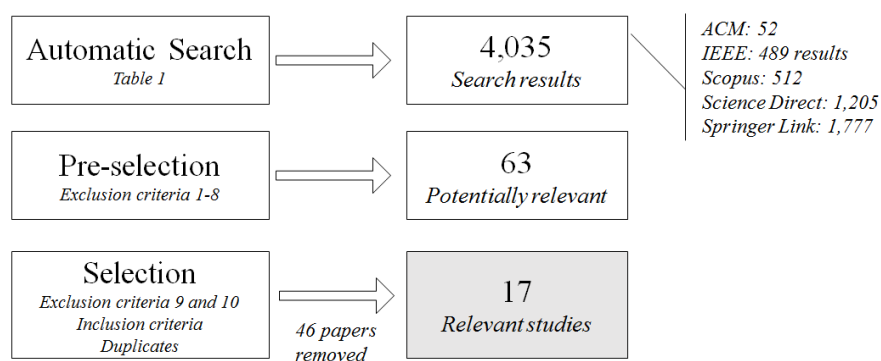 Automatic Search
Table 1
4,035
Search results
ACM: 52
IEEE: 489 results
Scopus: 512
Science Direct: 1,205
Springer Link: 1,777
Pre-selection
Exclusion criteria 1-8
63
Potentially relevant
Selection
Exclusion criteria 9 and 10
Inclusion criteria
Duplicates
46 papers
removed
17
Relevant studies